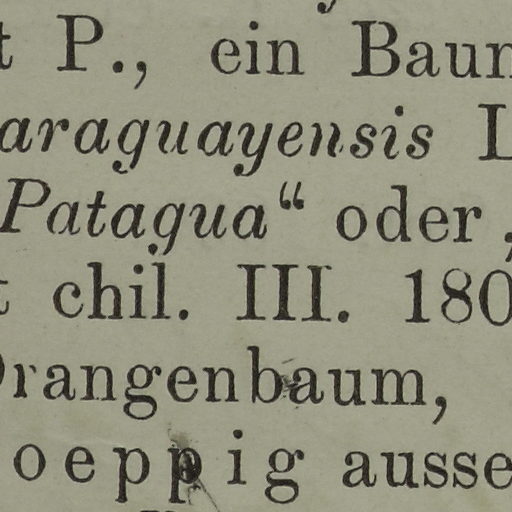 t P., ein Baum
araguayensis L
Patagua“ oder „
t chil. III. 180
Orangenbaum,
oeppig ausse